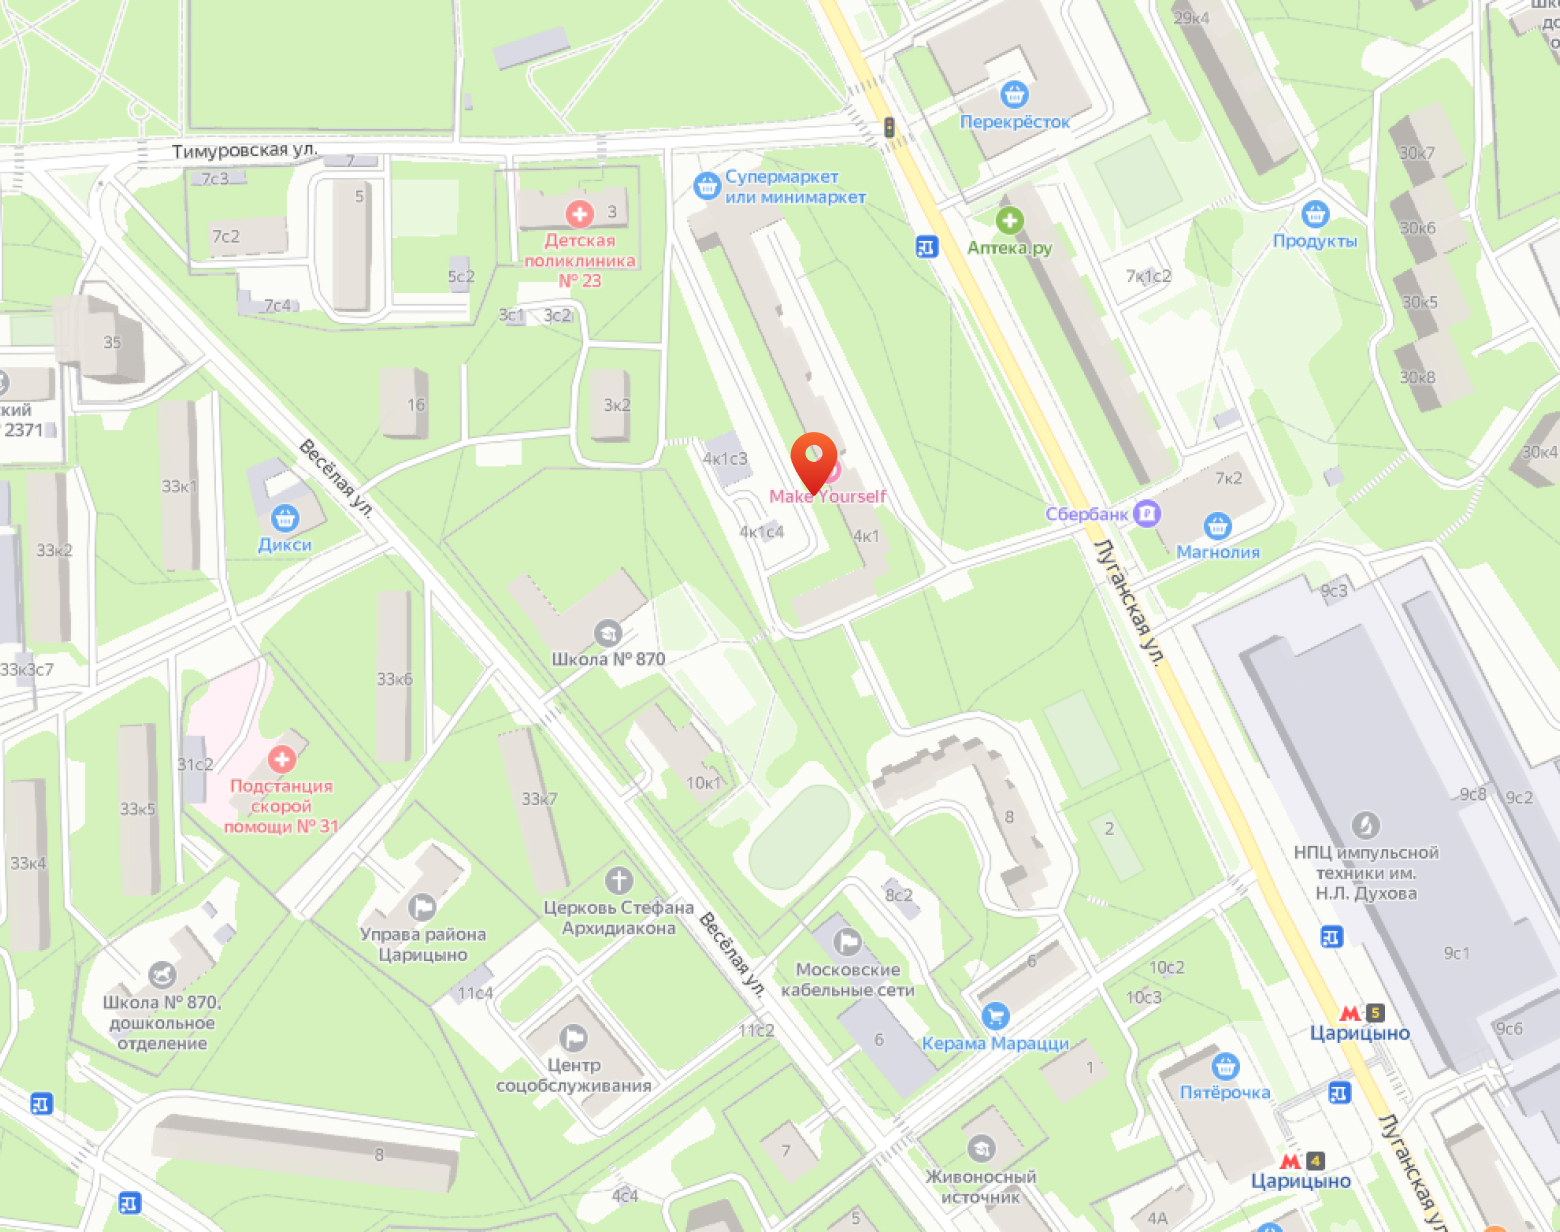 29к4
Перекрёсток
Тимуровская ул.
7
7с3
5
3
Супермаркет
или минимаркет
30к7
7с2
Детская
поликлиника
№ 23
Аптека.ру
Продукты
30к6
5с2
7к1с2
7с4
3с1
3с2
30к5
35
30к8
16
3к2
ский
2371
Весёлая ул.
4к1с3
30к4
33к1
7к2
Make Yourself
Сбербанк
Магнолия
Дикси
4к1с4
4к1
33к2
Луганская ул.
9с3
Школа № 870
33к3с7
33к6
31с2
Подстанция
скорой
помощи № 31
10к1
33к7
33к5
8
2
9с8
9с2
НПЦ импульсной
техники им.
Н.Л. Духова
33к4
8с2
Церковь Стефана
Архидиакона
Весёлая ул.
Управа района
Царицыно
Московские
кабельные сети
6
10с2
9с1
11с4
10с3
Школа № 870,
дошкольное
отделение
5
Царицыно
9с6
11с2
6
Керама Марацци
Центр
соцобслуживания
1
Пятёрочка
Луганская ул.
8
7
4
Царицыно
Живоносный
источник
4с4
5
4А